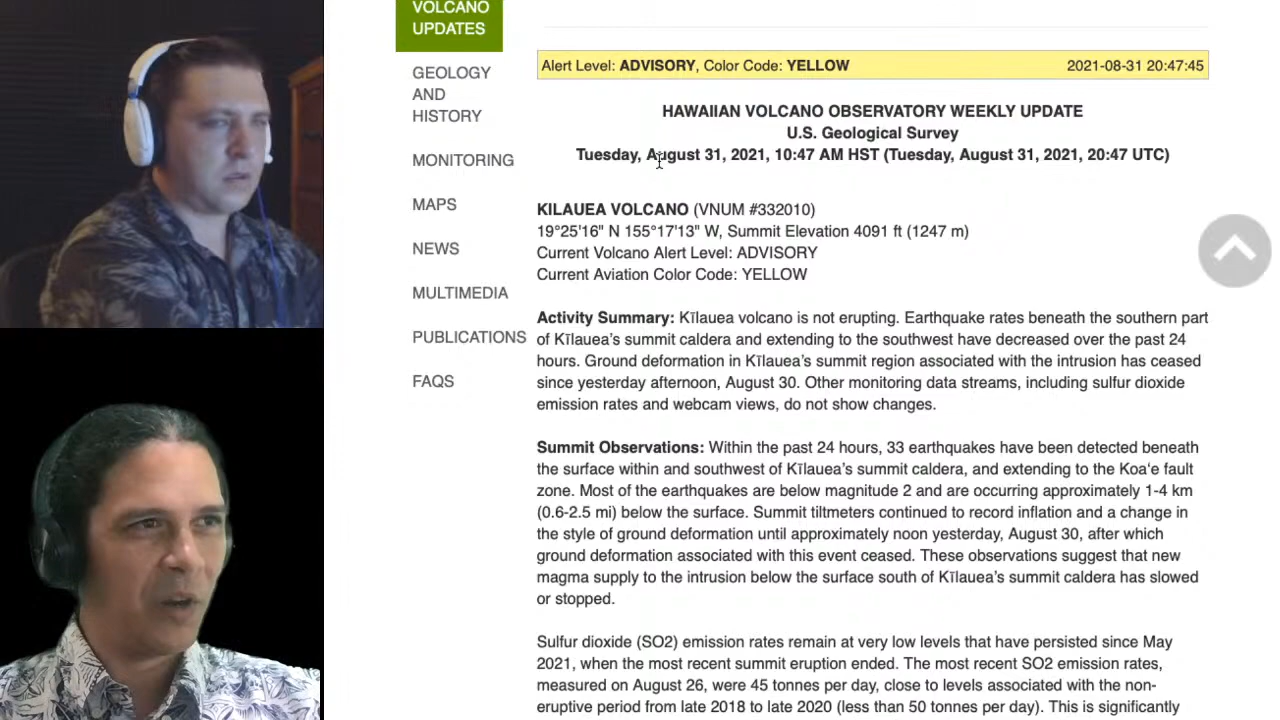 VOLCANO
UPDATES
GEOLOGY
AND
HISTORY
MONITORING
MAPS
NEWS
MULTIMEDIA
PUBLICATIONS
FAQS
Alert Level: ADVISORY, Color Code: YELLOW 2021-08-31 20:47:45
HAWAIIAN VOLCANO OBSERVATORY WEEKLY UPDATE
U.S. Geological Survey
Tuesday, August 31, 2021, 10:47 AM HST (Tuesday, August 31, 2021, 20:47 UTC)
KILAUEA VOLCANO (VNUM #332010)
19°25'16" N 155°17'13" W, Summit Elevation 4091 ft (1247 m)
Current Volcano Alert Level: ADVISORY
Current Aviation Color Code: YELLOW
Activity Summary: Kīlauea volcano is not erupting. Earthquake rates beneath the southern part
of Kīlauea’s summit caldera and extending to the southwest have decreased over the past 24
hours. Ground deformation in Kīlauea’s summit region associated with the intrusion has ceased
since yesterday afternoon, August 30. Other monitoring data streams, including sulfur dioxide
emission rates and webcam views, do not show changes.
Summit Observations: Within the past 24 hours, 33 earthquakes have been detected beneath
the surface within and southwest of Kīlauea’s summit caldera, and extending to the Koa‘e fault
zone. Most of the earthquakes are below magnitude 2 and are occurring approximately 1-4 km
(0.6-2.5 mi) below the surface. Summit tiltmeters continued to record inflation and a change in
the style of ground deformation until approximately noon yesterday, August 30, after which
ground deformation associated with this event ceased. These observations suggest that new
magma supply to the intrusion below the surface south of Kīlauea’s summit caldera has slowed
or stopped.
Sulfur dioxide (SO2) emission rates remain at very low levels that have persisted since May
2021, when the most recent summit eruption ended. The most recent SO2 emission rates,
measured on August 26, were 45 tonnes per day, close to levels associated with the non-
eruptive period from late 2018 to late 2020 (less than 50 tonnes per day). This is significantly